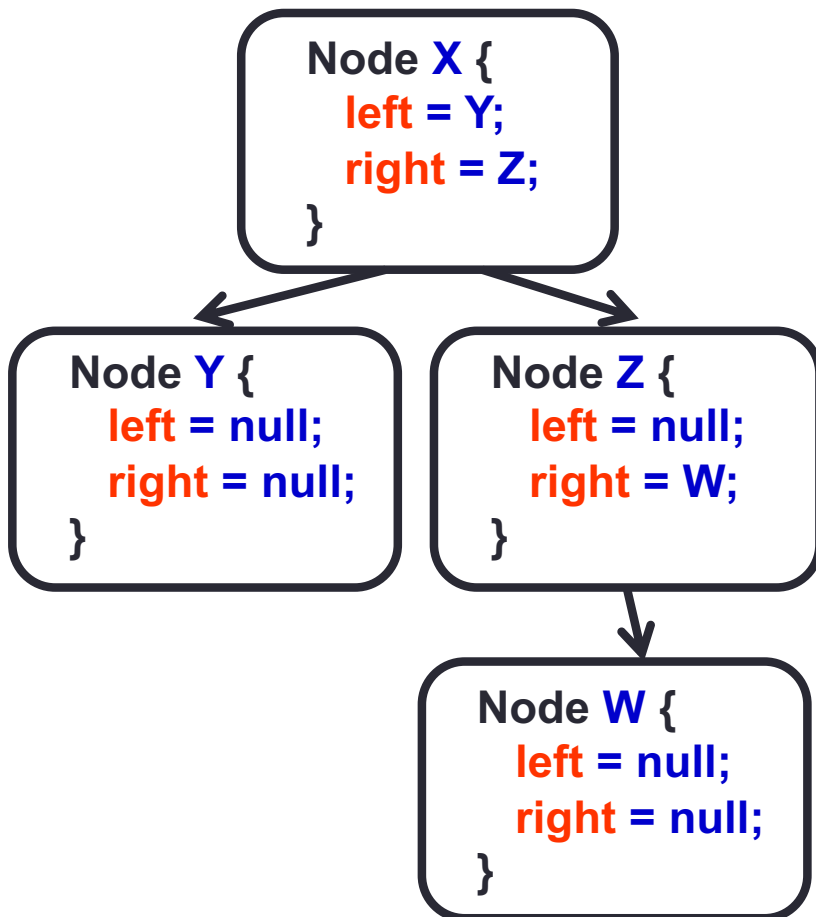 Node X {
left = Y;
right = Z;
}
Node Y {
left = null;
right = null;
}
Node Z {
left = null;
right = W;
}
Node W {
left = null;
right = null;
}